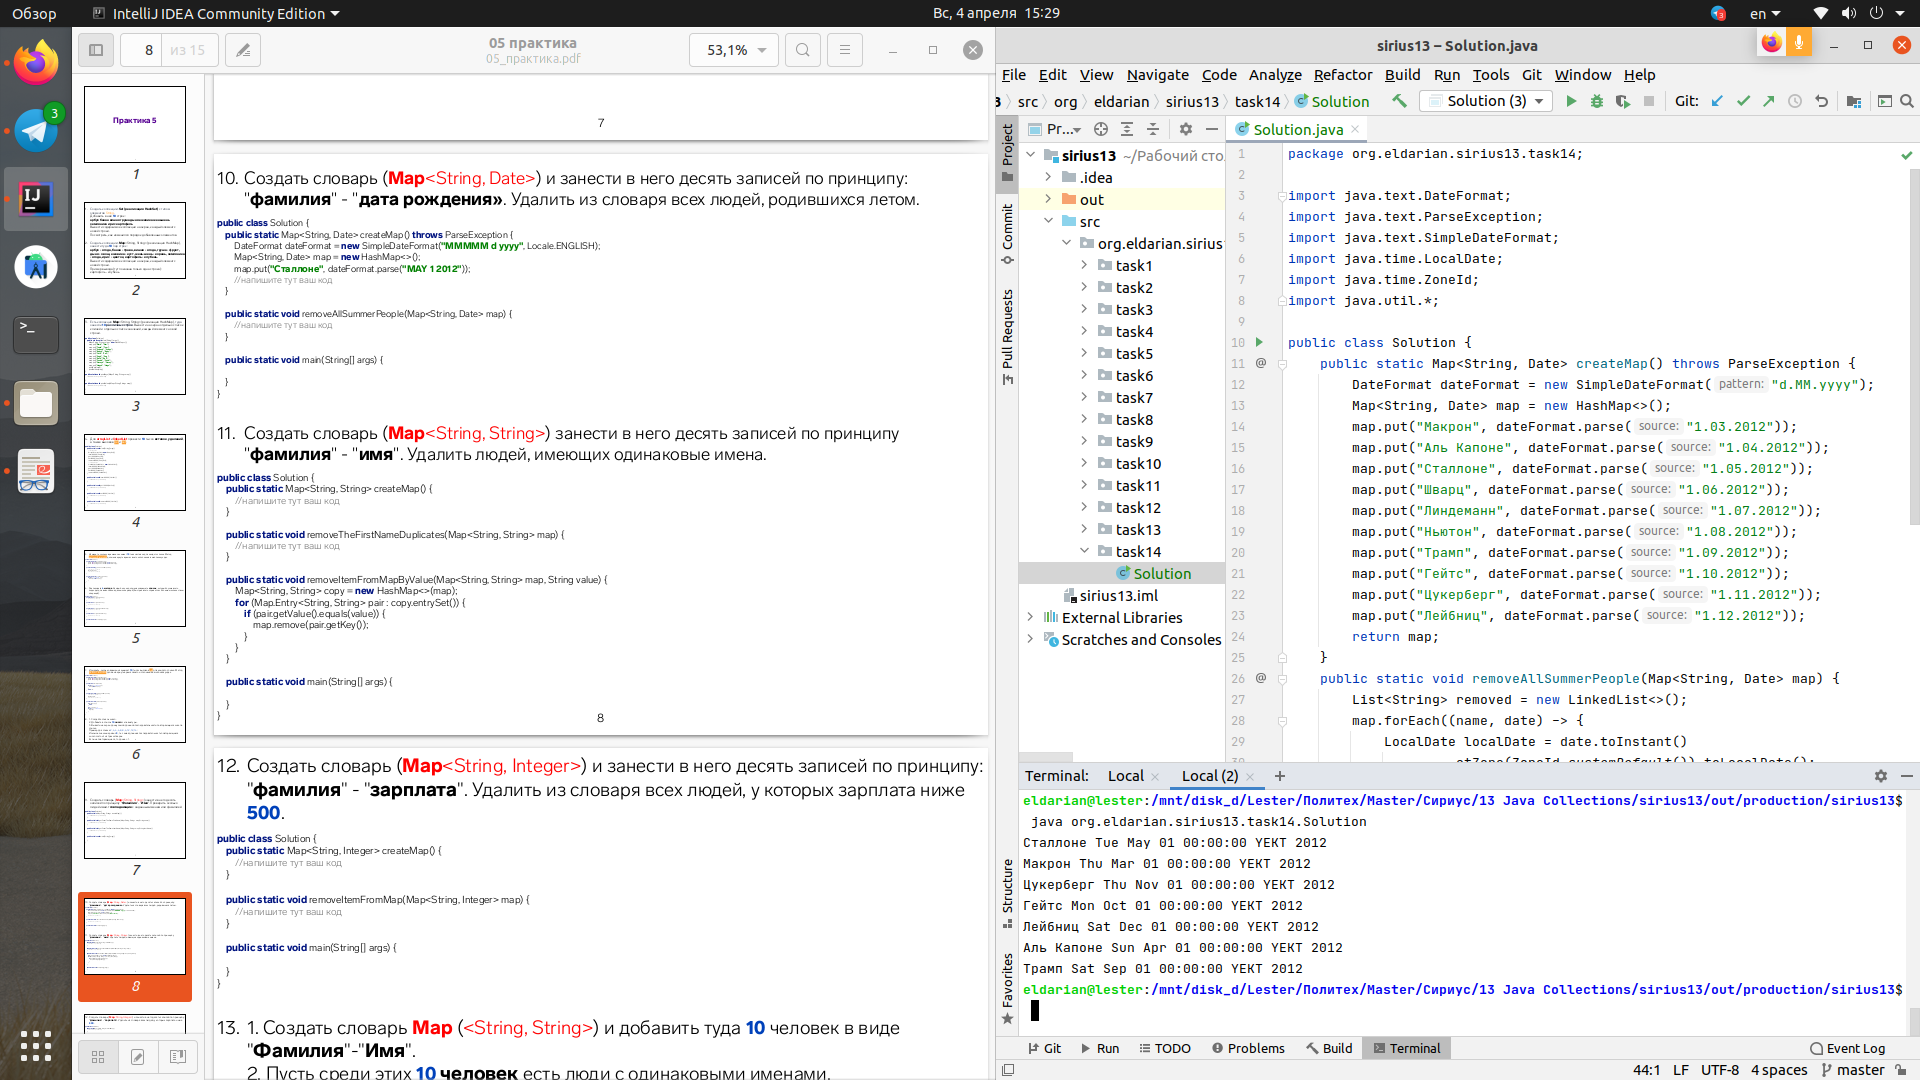 Обзор
IntelliJ IDEA Community Edition
Вс, 4 апреля 15:29
en
8
из 15
05 практика
05_практика.pdf
53,1%
Практика 5
1
2
3
4
5
6
7
8
7
10. Создать словарь (Map<String, Date>) и занести в него десять записей по принципу:
"фамилия" - "дата рождения». Удалить из словаря всех людей, родившихся летом.
public class Solution {
public static Map<String, Date> createMap() throws ParseException {
DateFormat dateFormat = new SimpleDateFormat("MMMMM d yyyy", Locale.ENGLISH);
Map<String, Date> map = new HashMap<>();
map.put("Сталлоне", dateFormat.parse("MAY 1 2012"));
//напишите тут ваш код
}
public static void removeAllSummerPeople(Map<String, Date> map) {
//напишите тут ваш код
}
public static void main(String[] args) {
}
}
11. Создать словарь (Map<String, String>) занести в него десять записей по принципу
"фамилия" - "имя". Удалить людей, имеющих одинаковые имена.
public class Solution {
public static Map<String, String> createMap() {
//напишите тут ваш код
}
public static void removeTheFirstNameDuplicates(Map<String, String> map) {
//напишите тут ваш код
}
public static void removeItemFromMapByValue(Map<String, String> map, String value) {
Map<String, String> copy = new HashMap<>(map);
for (Map.Entry<String, String> pair : copy.entrySet()) {
if (pair.getValue().equals(value)) {
map.remove(pair.getKey());
}
}
}
public static void main(String[] args) {
}
}
8
12. Создать словарь (Map<String, Integer>) и занести в него десять записей по принципу:
"фамилия" - "зарплата". Удалить из словаря всех людей, у которых зарплата ниже
500.
public class Solution {
public static Map<String, Integer> createMap() {
//напишите тут ваш код
}
public static void removeItemFromMap(Map<String, Integer> map) {
//напишите тут ваш код
}
public static void main(String[] args) {
}
}
13. 1. Создать словарь Map (<String, String>) и добавить туда 10 человек в виде
"Фамилия"-"Имя".
2. Пусть среди этих 10 человек есть люди с одинаковыми именами.
sirius13 – Solution.java
File Edit View Navigate Code Analyze Refactor Build Run Tools Git Window Help
3 src org eldarian sirius13 task14 Solution
Solution (3)
Git:
Pr...
Solution.java
Project
Commit
Pull Requests
Structure
Favorites
sirius13 ~/Рабочий сто
.idea
out
src
org.eldarian.sirius
task1
task2
task3
task4
task5
task6
task7
task8
task9
task10
task11
task12
task13
task14
Solution
sirius13.iml
External Libraries
Scratches and Consoles
1 package org.eldarian.sirius13.task14;
2
3 import java.text.DateFormat;
4 import java.text.ParseException;
5 import java.text.SimpleDateFormat;
6 import java.time.LocalDate;
7 import java.time.ZoneId;
8 import java.util.*;
9
10 public class Solution {
11 @ public static Map<String, Date> createMap() throws ParseException {
12 DateFormat dateFormat = new SimpleDateFormat( pattern: "d.MM.yyyy");
13 Map<String, Date> map = new HashMap<>();
14 map.put("Макрон", dateFormat.parse( source: "1.03.2012"));
15 map.put("Аль Капоне", dateFormat.parse( source: "1.04.2012"));
16 map.put("Сталлоне", dateFormat.parse( source: "1.05.2012"));
17 map.put("Шварц", dateFormat.parse( source: "1.06.2012"));
18 map.put("Линдеманн", dateFormat.parse( source: "1.07.2012"));
19 map.put("Ньютон", dateFormat.parse( source: "1.08.2012"));
20 map.put("Трамп", dateFormat.parse( source: "1.09.2012"));
21 map.put("Гейтс", dateFormat.parse( source: "1.10.2012"));
22 map.put("Цукерберг", dateFormat.parse( source: "1.11.2012"));
23 map.put("Лейбниц", dateFormat.parse( source: "1.12.2012"));
24 return map;
25 }
26 @ public static void removeAllSummerPeople(Map<String, Date> map) {
27 List<String> removed = new LinkedList<>();
28 map.forEach((name, date) -> {
29 LocalDate localDate = date.toInstant()
Terminal: Local Local (2)
eldarian@lester:/mnt/disk_d/Lester/Политех/Master/Сириус/13 Java Collections/sirius13/out/production/sirius13$
java org.eldarian.sirius13.task14.Solution
Сталлоне Tue May 01 00:00:00 YEKT 2012
Макрон Thu Mar 01 00:00:00 YEKT 2012
Цукерберг Thu Nov 01 00:00:00 YEKT 2012
Гейтс Mon Oct 01 00:00:00 YEKT 2012
Лейбниц Sat Dec 01 00:00:00 YEKT 2012
Аль Капоне Sun Apr 01 00:00:00 YEKT 2012
Трамп Sat Sep 01 00:00:00 YEKT 2012
eldarian@lester:/mnt/disk_d/Lester/Политех/Master/Сириус/13 Java Collections/sirius13/out/production/sirius13$
Git Run TODO Problems Build Terminal Event Log
44:1 LF UTF-8 4 spaces master